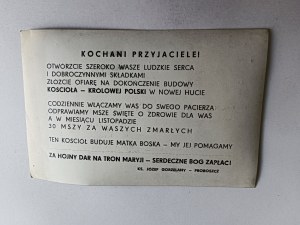 KOCHANI PRZYJACIELE!
OTWÓRZCIE SZEROKO WASZE LUDZKIE SERCA
I DOBROCZYNNYMI SKŁADKAMI
ZŁÓŻCIE OFIARĘ NA DOKOŃCZENIE BUDOWY
KOŚCIOŁA — KRÓLOWEJ POLSKI W NOWEJ HUCIE
CODZIENNIE WŁĄCZAMY WAS DO SWEGO PACIERZA
ODPRAWIAMY MSZE ŚWIĘTE O ZDROWIE DLA WAS
A W MIESIĄCU LISTOPADZIE
30 MSZY ZA WASZYCH ZMARŁYCH
TEN KOŚCIÓŁ BUDUJE MATKA BOSKA — MY JEJ POMAGAMY
ZA HOJNY DAR NA TRON MARYJI — SERDECZNE BÓG ZAPŁAĆ!
KS. JÓZEF GORZELANY — PROBOSZCZ